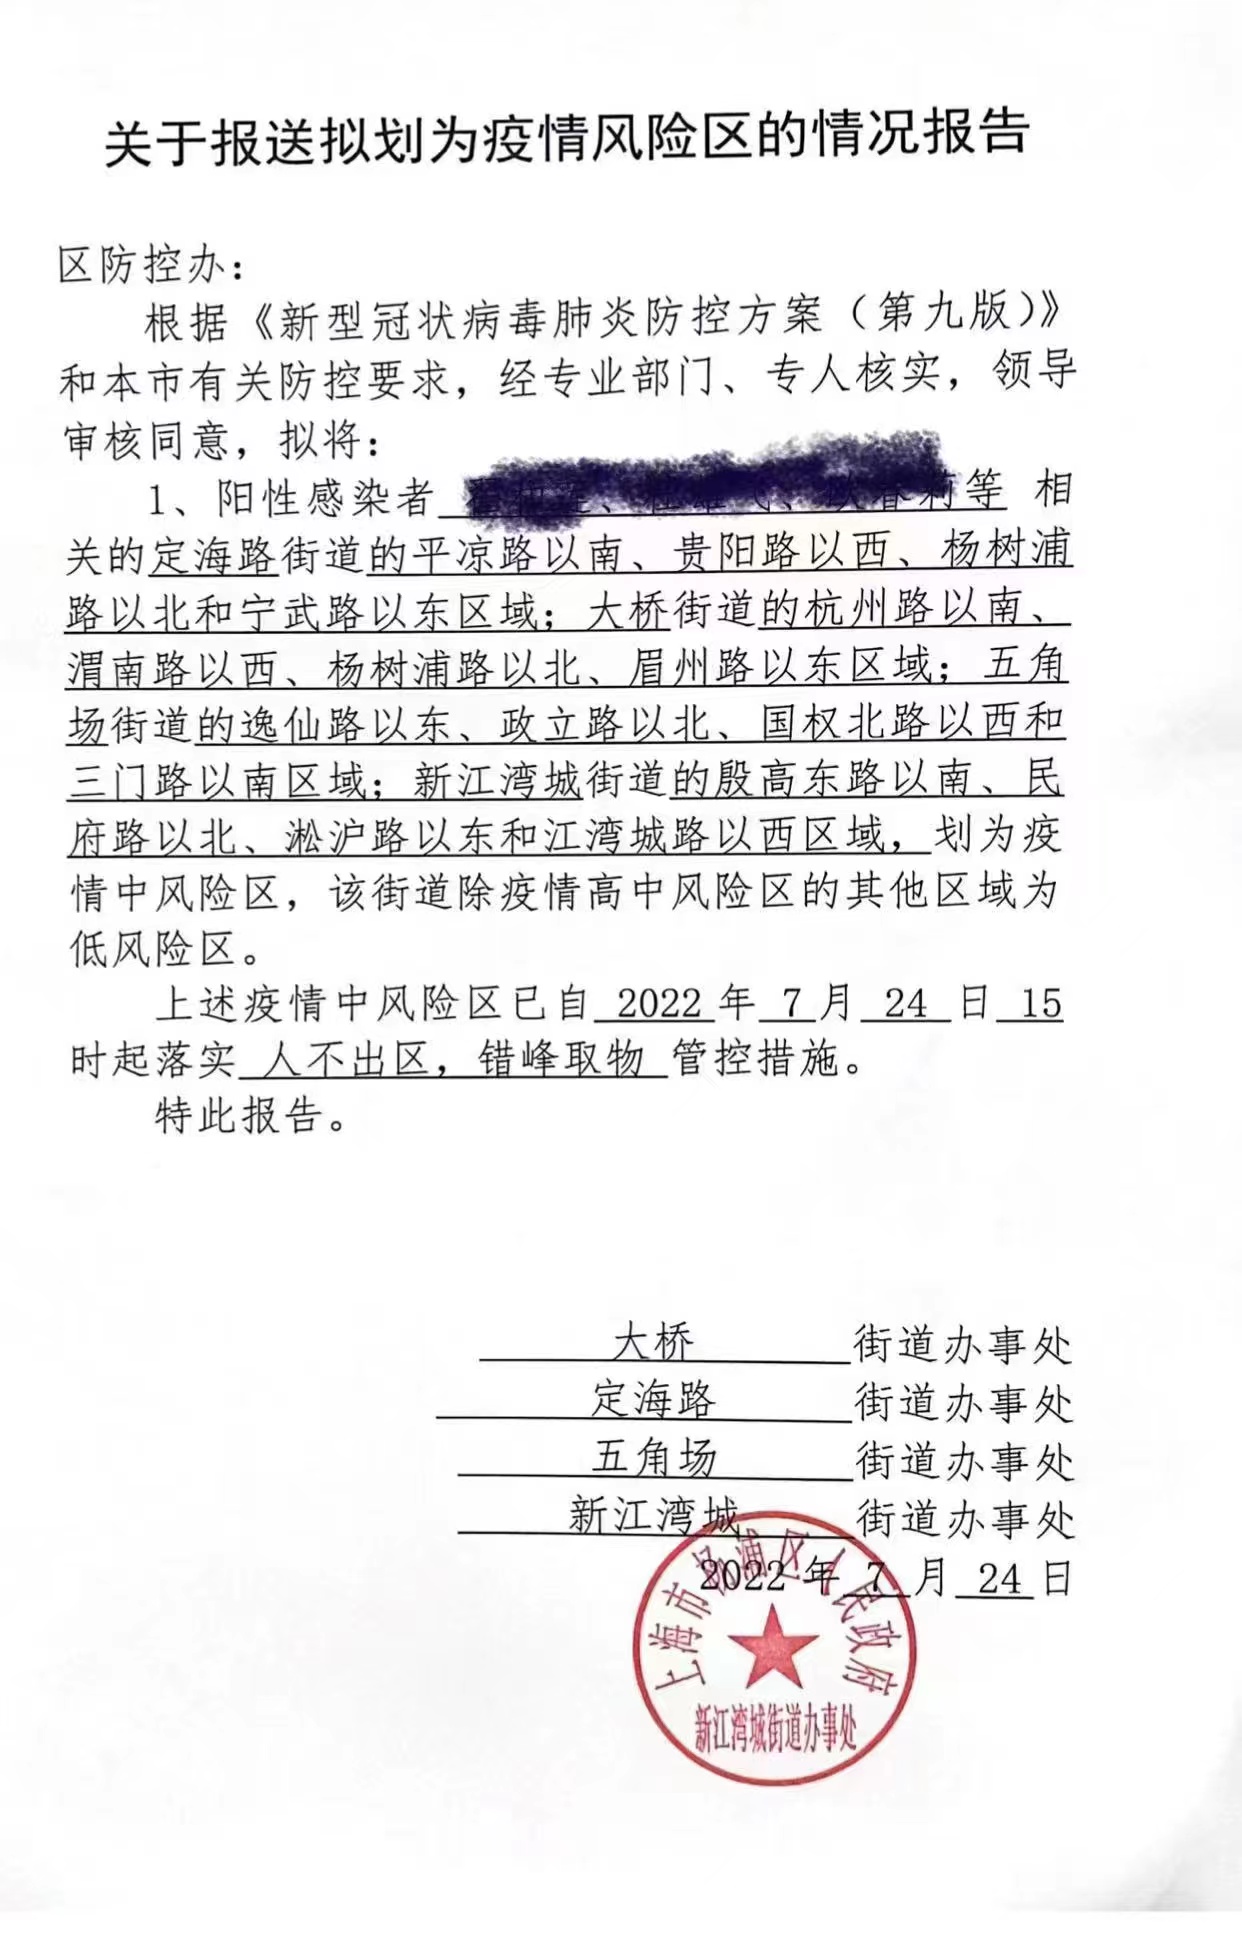 关于报送拟划为疫情风险区的情况报告
区防控办：
根据《新型冠状病毒肺炎防控方案（第九版）》
和本市有关防控要求，经专业部门、专人核实，领导
审核同意，拟将：
1、阳性感染者 等 相
关的定海路街道的平凉路以南、贵阳路以西、杨树浦
路以北和宁武路以东区域；大桥街道的杭州路以南、
渭南路以西、杨树浦路以北、眉州路以东区域；五角
场街道的逸仙路以东、政立路以北、国权北路以西和
三门路以南区域；新江湾城街道的殷高东路以南、民
府路以北、淞沪路以东和江湾城路以西区域，划为疫
情中风险区，该街道除疫情高中风险区的其他区域为
低风险区。
上述疫情中风险区已自 2022 年 7 月 24 日 15
时起落实 人不出区，错峰取物 管控措施。
特此报告。
大桥 街道办事处
定海路 街道办事处
五角场 街道办事处
新江湾城 街道办事处
2022 年 7 月 24 日
上海市杨浦区人民政府
新江湾城街道办事处